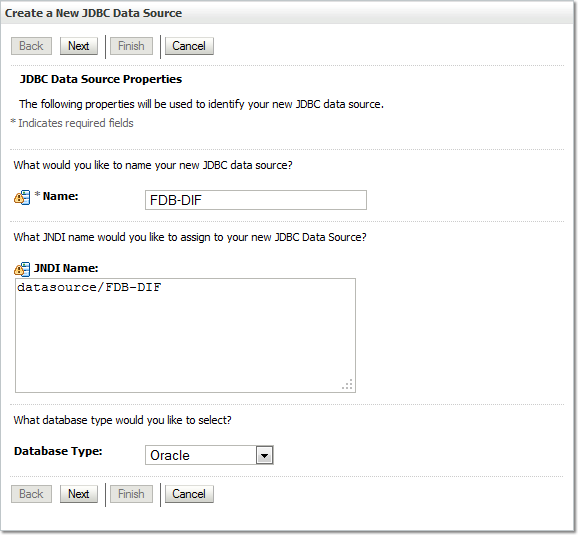 Create a New JDBC Data Source
Back Next Finish Cancel
JDBC Data Source Properties
The following properties will be used to identify your new JDBC data source.
* Indicates required fields
What would you like to name your new JDBC data source?
* Name: FDB-DIF
What JNDI name would you like to assign to your new JDBC Data Source?
JNDI Name:
datasource/FDB-DIF
What database type would you like to select?
Database Type: Oracle
Back Next Finish Cancel